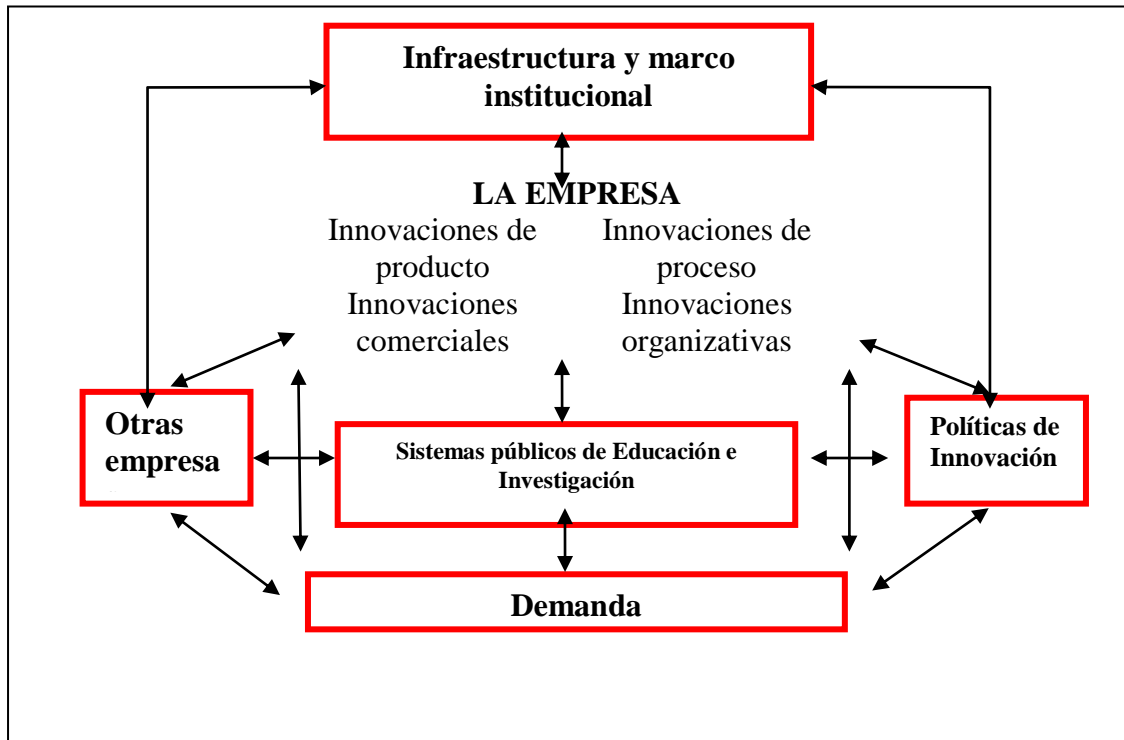 Infraestructura y marco
institucional
LA EMPRESA
Innovaciones de
producto
Innovaciones
comerciales
Innovaciones de
proceso
Innovaciones
organizativas
Otras
empresa
Sistemas públicos de Educación e
Investigación
Políticas de
Innovación
Demanda